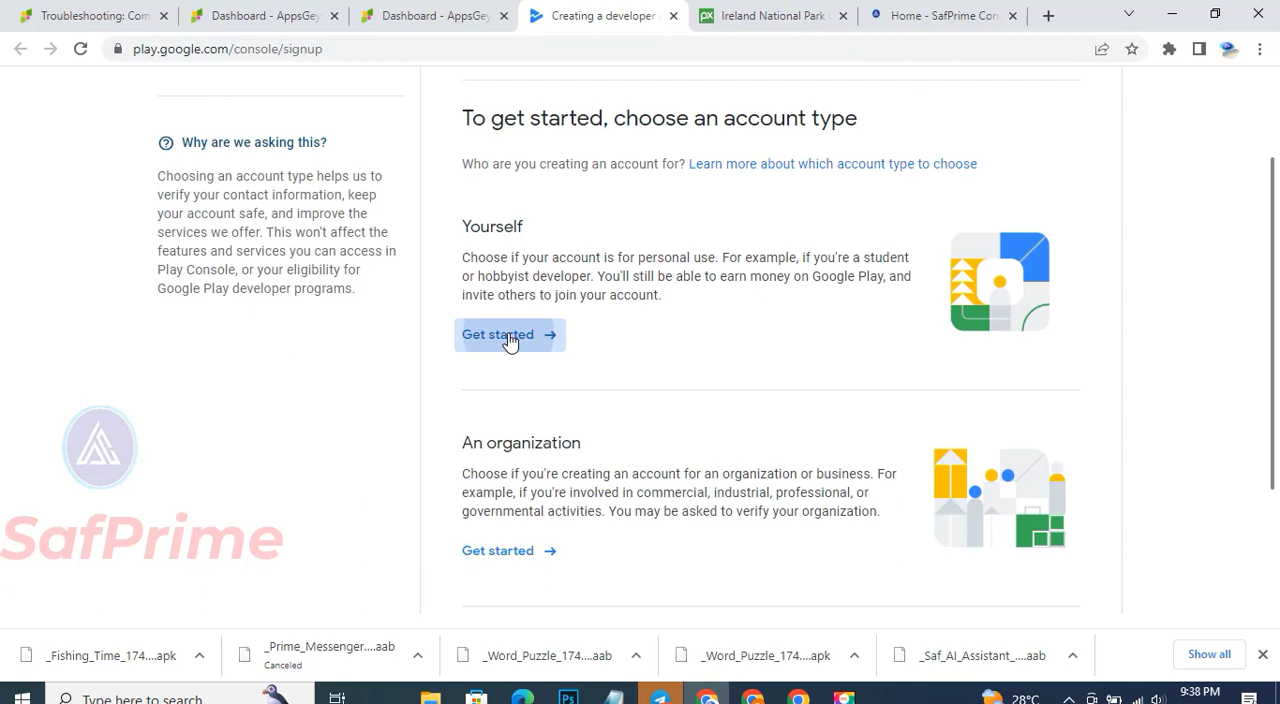 Troubleshooting: Com
Dashboard - AppsGey
Dashboard - AppsGey
Creating a developer
px
Ireland National Park
Home - SafPrime Con
play.google.com/console/signup
Why are we asking this?
Choosing an account type helps us to
verify your contact information, keep
your account safe, and improve the
services we offer. This won't affect the
features and services you can access in
Play Console, or your eligibility for
Google Play developer programs.
To get started, choose an account type
Who are you creating an account for? Learn more about which account type to choose
Yourself
Choose if your account is for personal use. For example, if you're a student
or hobbyist developer. You'll still be able to earn money on Google Play, and
invite others to join your account.
Get started
An organization
Choose if you're creating an account for an organization or business. For
example, if you're involved in commercial, industrial, professional, or
governmental activities. You may be asked to verify your organization.
Get started
SafPrime
_Fishing_Time_174....apk
_Prime_Messenger....aab
Canceled
_Word_Puzzle_174....aab
_Word_Puzzle_174....apk
_Saf_AI_Assistant_....aab
Show all
Type here to search
Ps
28°C
9:38 PM